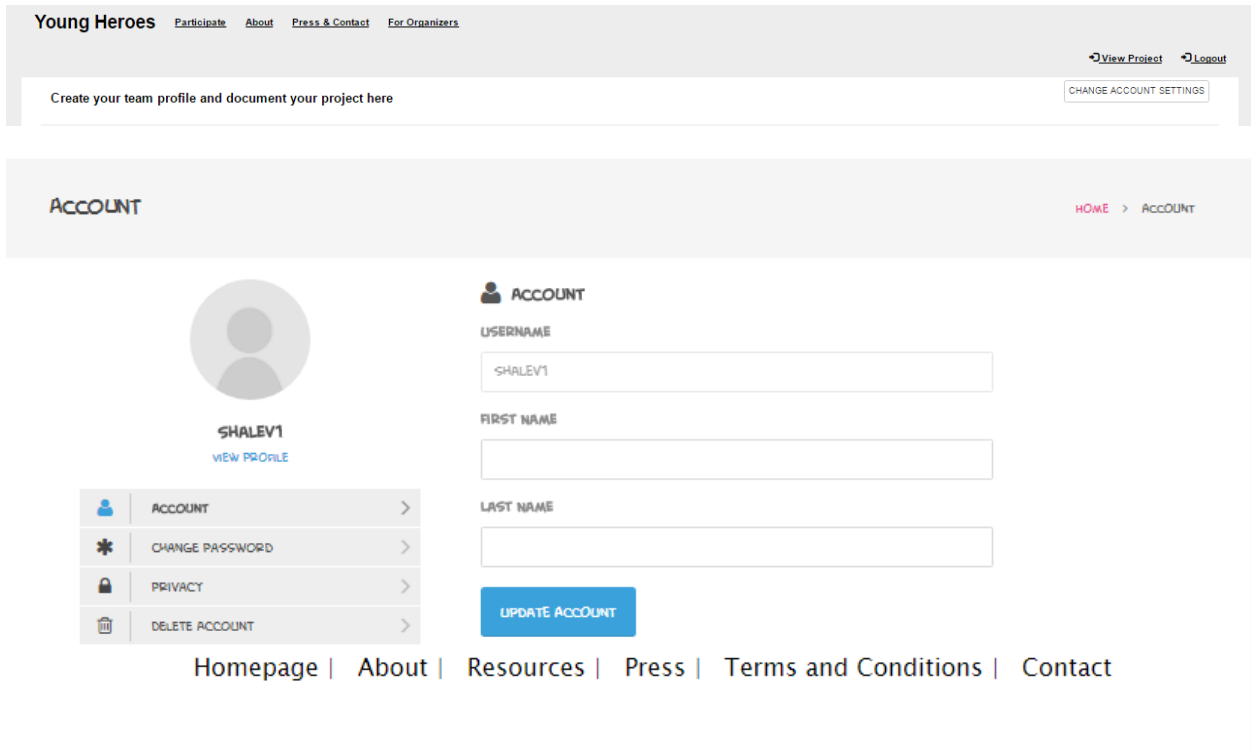 Young Heroes Participate About Press & Contact For Organizers
View Project Logout
Create your team profile and document your project here CHANGE ACCOUNT SETTINGS
ACCOUNT HOME > ACCOUNT
ACCOUNT
USERNAME
SHALEV1
FIRST NAME
SHALEV1
VIEW PROFILE
LAST NAME
ACCOUNT
CHANGE PASSWORD
PRIVACY
DELETE ACCOUNT
UPDATE ACCOUNT
Homepage | About | Resources | Press | Terms and Conditions | Contact